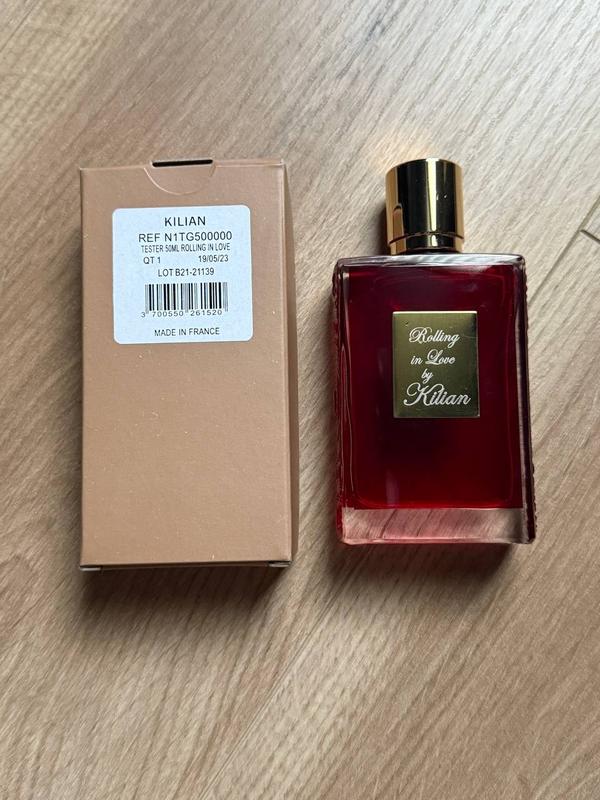 KILIAN
REF N1TG500000
TESTER 50ML ROLLING IN LOVE
QT 1 19/05/23
LOT B21-21139
3 700550 261520
MADE IN FRANCE
Rolling
in Love
by
Kilian